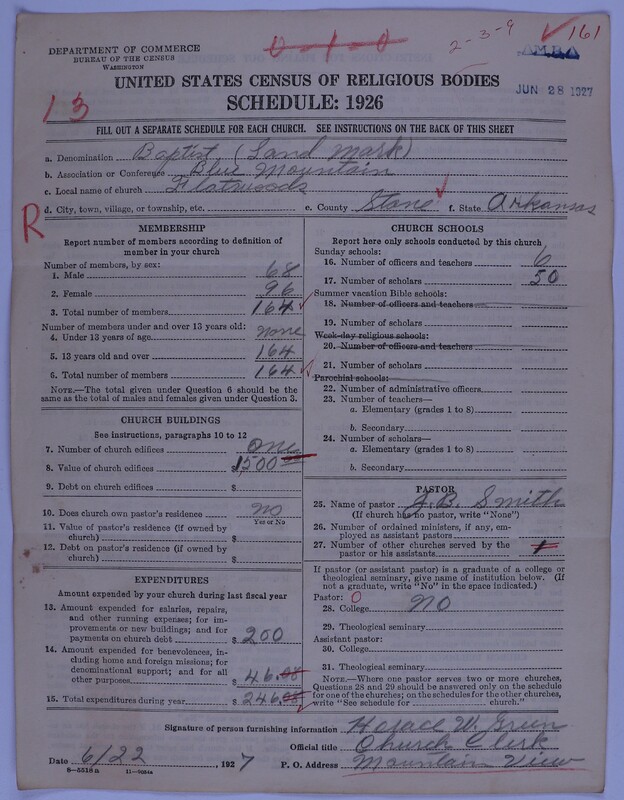 DEPARTMENT OF COMMERCE
BUREAU OF THE CENSUS
WASHINGTON
0-1-0
2-3-9
161
A.M.B.A
JUN 28 1927
13
UNITED STATES CENSUS OF RELIGIOUS BODIES
SCHEDULE: 1926
FILL OUT A SEPARATE SCHEDULE FOR EACH CHURCH. SEE INSTRUCTIONS ON THE BACK OF THIS SHEET
a. Denomination Baptist (Land Mark)
b. Association or Conference Blue Mountain
c. Local name of church Flatwoods
d. City, town, village, or township, etc. e. County Stone f. State Arkansas
R
MEMBERSHIP
Report number of members according to definition of
member in your church
Number of members, by sex:
1. Male 68
2. Female 96
3. Total number of members 164
Number of members under and over 13 years old:
4. Under 13 years of age none
5. 13 years old and over 164
6. Total number of members 164
NOTE.—The total given under Question 6 should be
the same as the total of males and females given under Question 3.
CHURCH BUILDINGS
See instructions, paragraphs 10 to 12
7. Number of church edifices one
8. Value of church edifices $1500
9. Debt on church edifices $
10. Does church own pastor's residence no
Yes or No
11. Value of pastor's residence (if owned by
church) $
12. Debt on pastor's residence (if owned by
church) $
EXPENDITURES
Amount expended by your church during last fiscal year
13. Amount expended for salaries, repairs,
and other running expenses; for im-
provements or new buildings; and for
payments on church debt $ 200
14. Amount expended for benevolences, in-
cluding home and foreign missions; for
denominational support; and for all
other purposes $ 46.
15. Total expenditures during year $ 246.
CHURCH SCHOOLS
Report here only schools conducted by this church
Sunday schools:
16. Number of officers and teachers 6
17. Number of scholars 50
Summer vacation Bible schools:
18. Number of officers and teachers
19. Number of scholars
Week-day religious schools:
20. Number of officers and teachers
21. Number of scholars
Parochial schools:
22. Number of administrative officers
23. Number of teachers—
a. Elementary (grades 1 to 8)
b. Secondary
24. Number of scholars—
a. Elementary (grades 1 to 8)
b. Secondary
PASTOR
25. Name of pastor J. B. Smith
(If church has no pastor, write "None")
26. Number of ordained ministers, if any, em-
ployed as assistant pastors
27. Number of other churches served by the
pastor or his assistants 1
If pastor (or assistant pastor) is a graduate of a college or
theological seminary, give name of institution below. (If
not a graduate, write "No" in the space indicated.)
Pastor: 0
28. College no
29. Theological seminary
Assistant pastor:
30. College
31. Theological seminary
NOTE.—Where one pastor serves two or more churches,
Questions 28 and 29 should be answered only on the schedule
for one of the churches; on the schedules for the other churches,
write "See schedule for church."
Signature of person furnishing information Horace W. Green
Official title Church Clerk
Date 6/22, 1927 P. O. Address Mountain View
8-5518 a